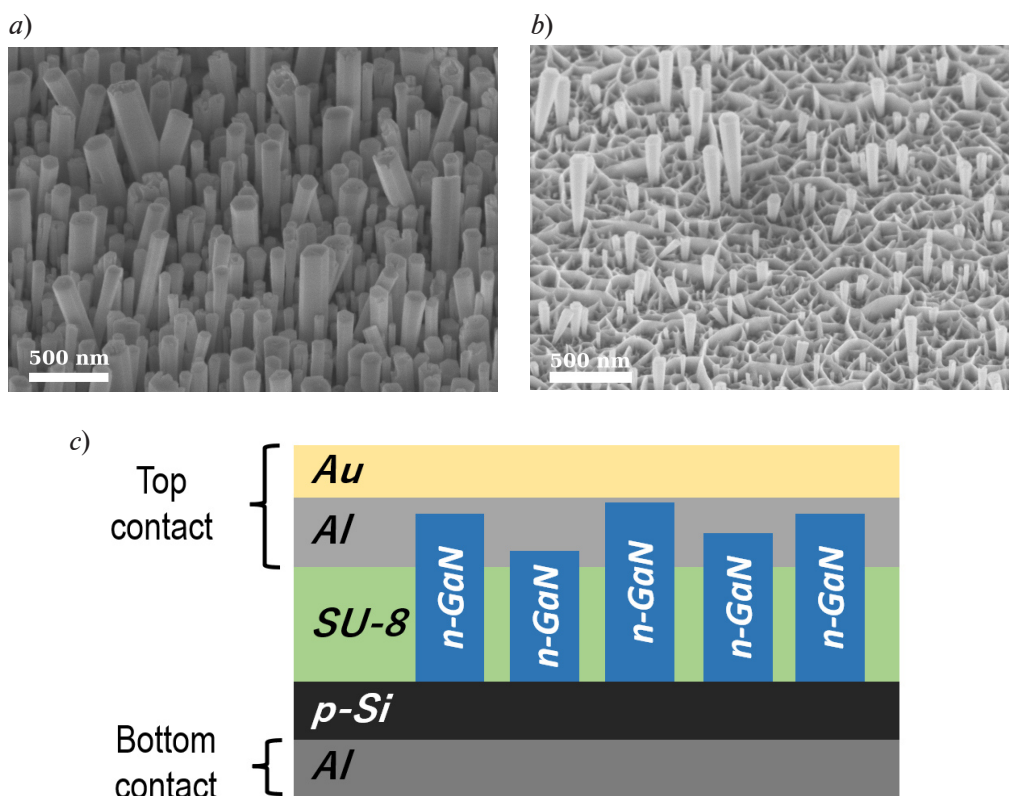 a)
b)
500 nm
500 nm
c)
Top
contact
Au
Al
n-GaN
n-GaN
n-GaN
n-GaN
n-GaN
SU-8
p-Si
Bottom
contact
Al